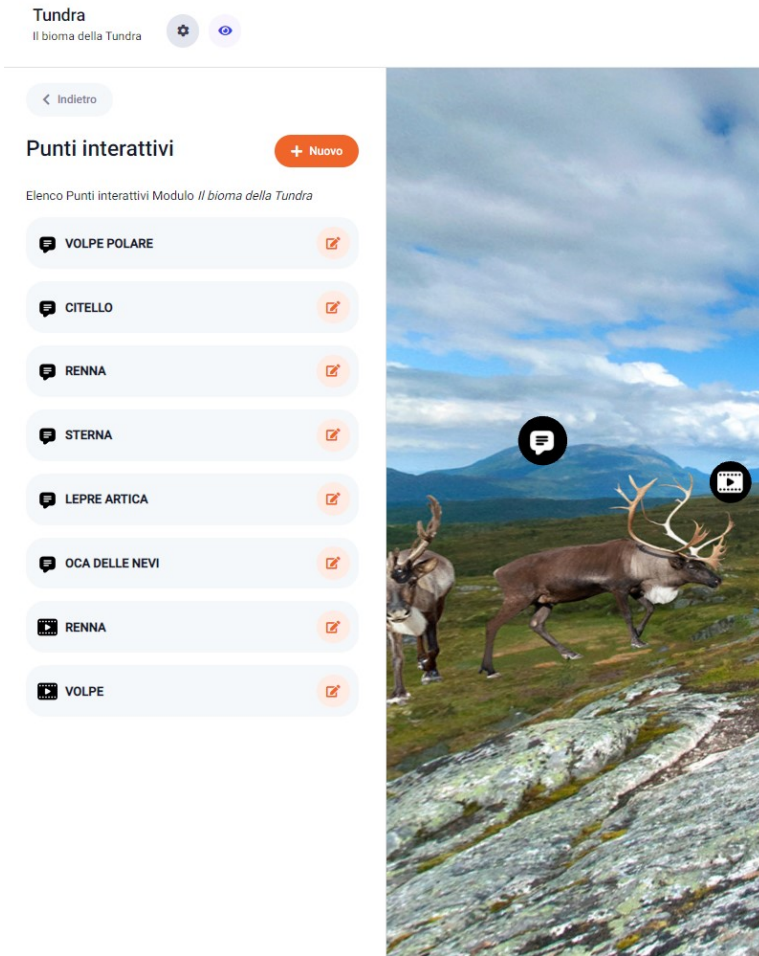 Tundra
Il bioma della Tundra
Indietro
Punti interattivi
Nuovo
Elenco Punti interattivi Modulo Il bioma della Tundra
VOLPE POLARE
CITELLO
RENNA
STERNA
LEPRE ARTICA
OCA DELLE NEVI
RENNA
VOLPE